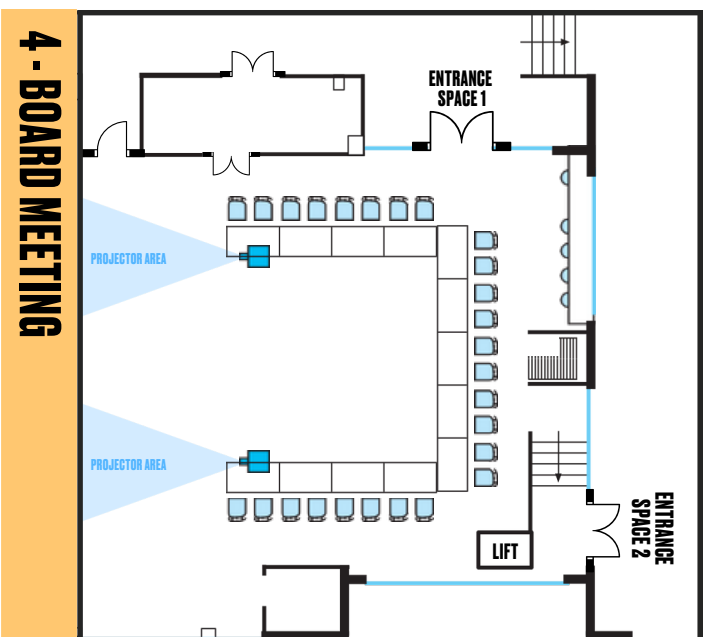 4 - BOARD MEETING
ENTRANCE
SPACE 1
PROJECTOR AREA
PROJECTOR AREA
LIFT
ENTRANCE
SPACE 2